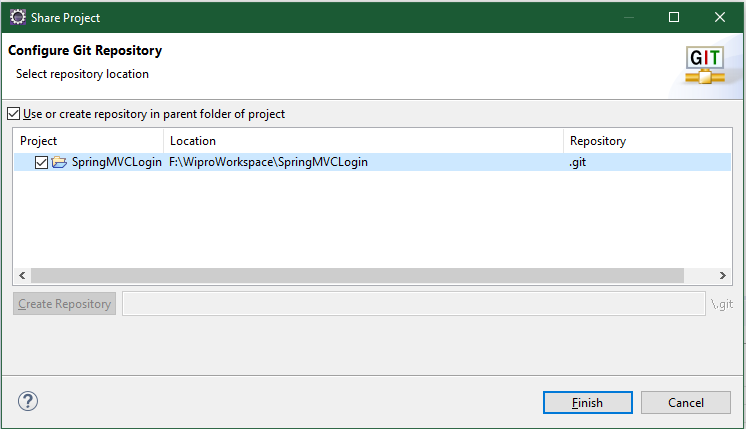 Share Project
Configure Git Repository
Select repository location
GIT
Use or create repository in parent folder of project
Project Location Repository
SpringMVCLogin F:\WiproWorkspace\SpringMVCLogin .git
Create Repository \.git
? Finish Cancel